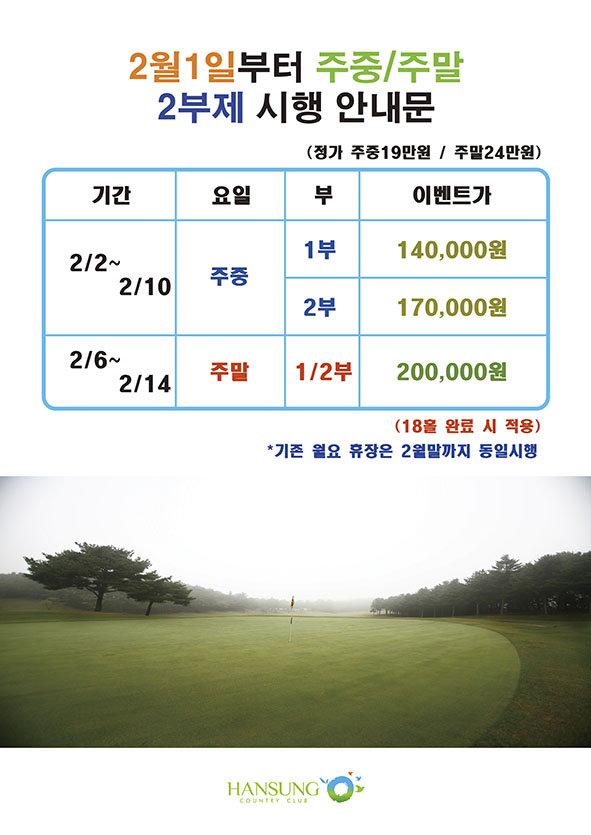 2월1일부터 주중/주말
2부제 시행 안내문
(정가 주중19만원 / 주말24만원)
기간 요일 부 이벤트가
2/2~
2/10
주중
1부 140,000원
2부 170,000원
2/6~
2/14
주말 1/2부 200,000원
(18홀 완료 시 적용)
*기존 월요 휴장은 2월말까지 동일시행
HANSUNG
COUNTRY CLUB